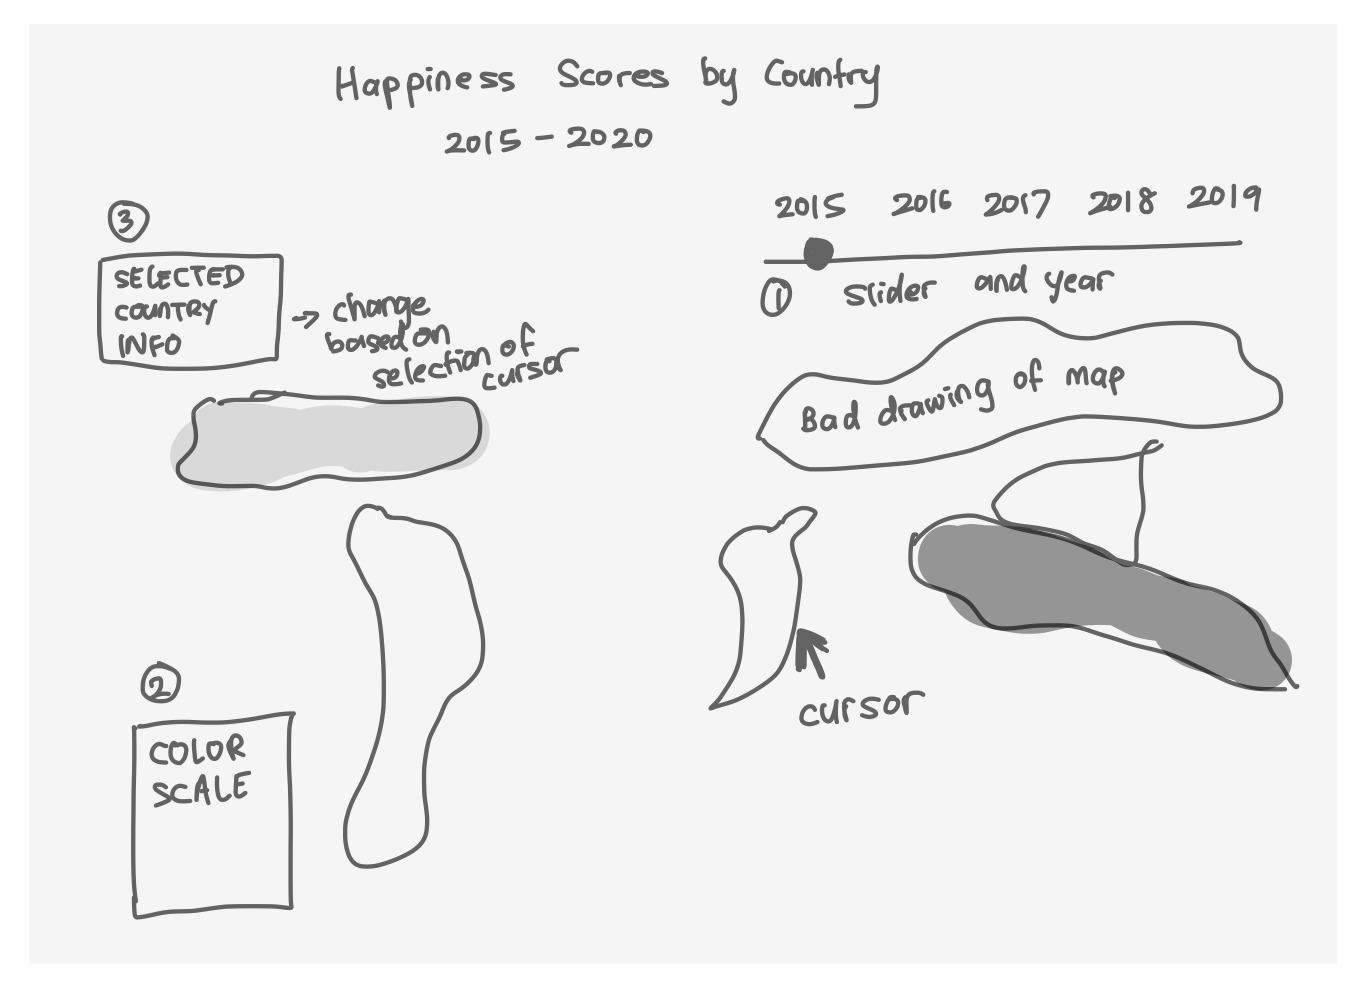 Happiness Scores by Country
2015 - 2020
3
SELECTED
COUNTRY
INFO
→ change
based on
selection of
cursor
2015 2016 2017 2018 2019
1 slider and year
Bad drawing of map
cursor
2
COLOR
SCALE